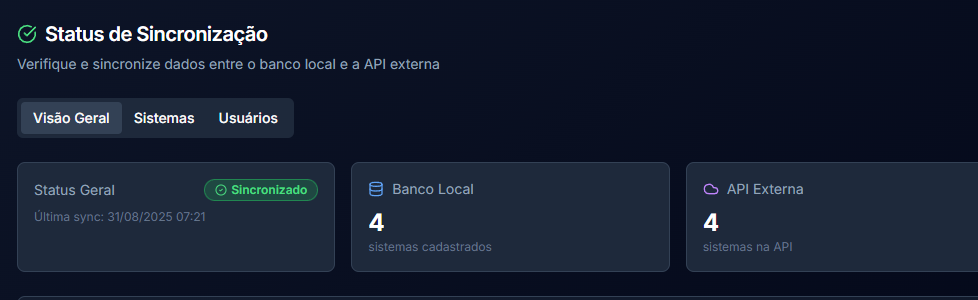 Status de Sincronização
Verifique e sincronize dados entre o banco local e a API externa
Visão Geral
Sistemas
Usuários
Status Geral
Sincronizado
Última sync: 31/08/2025 07:21
Banco Local
4
sistemas cadastrados
API Externa
4
sistemas na API